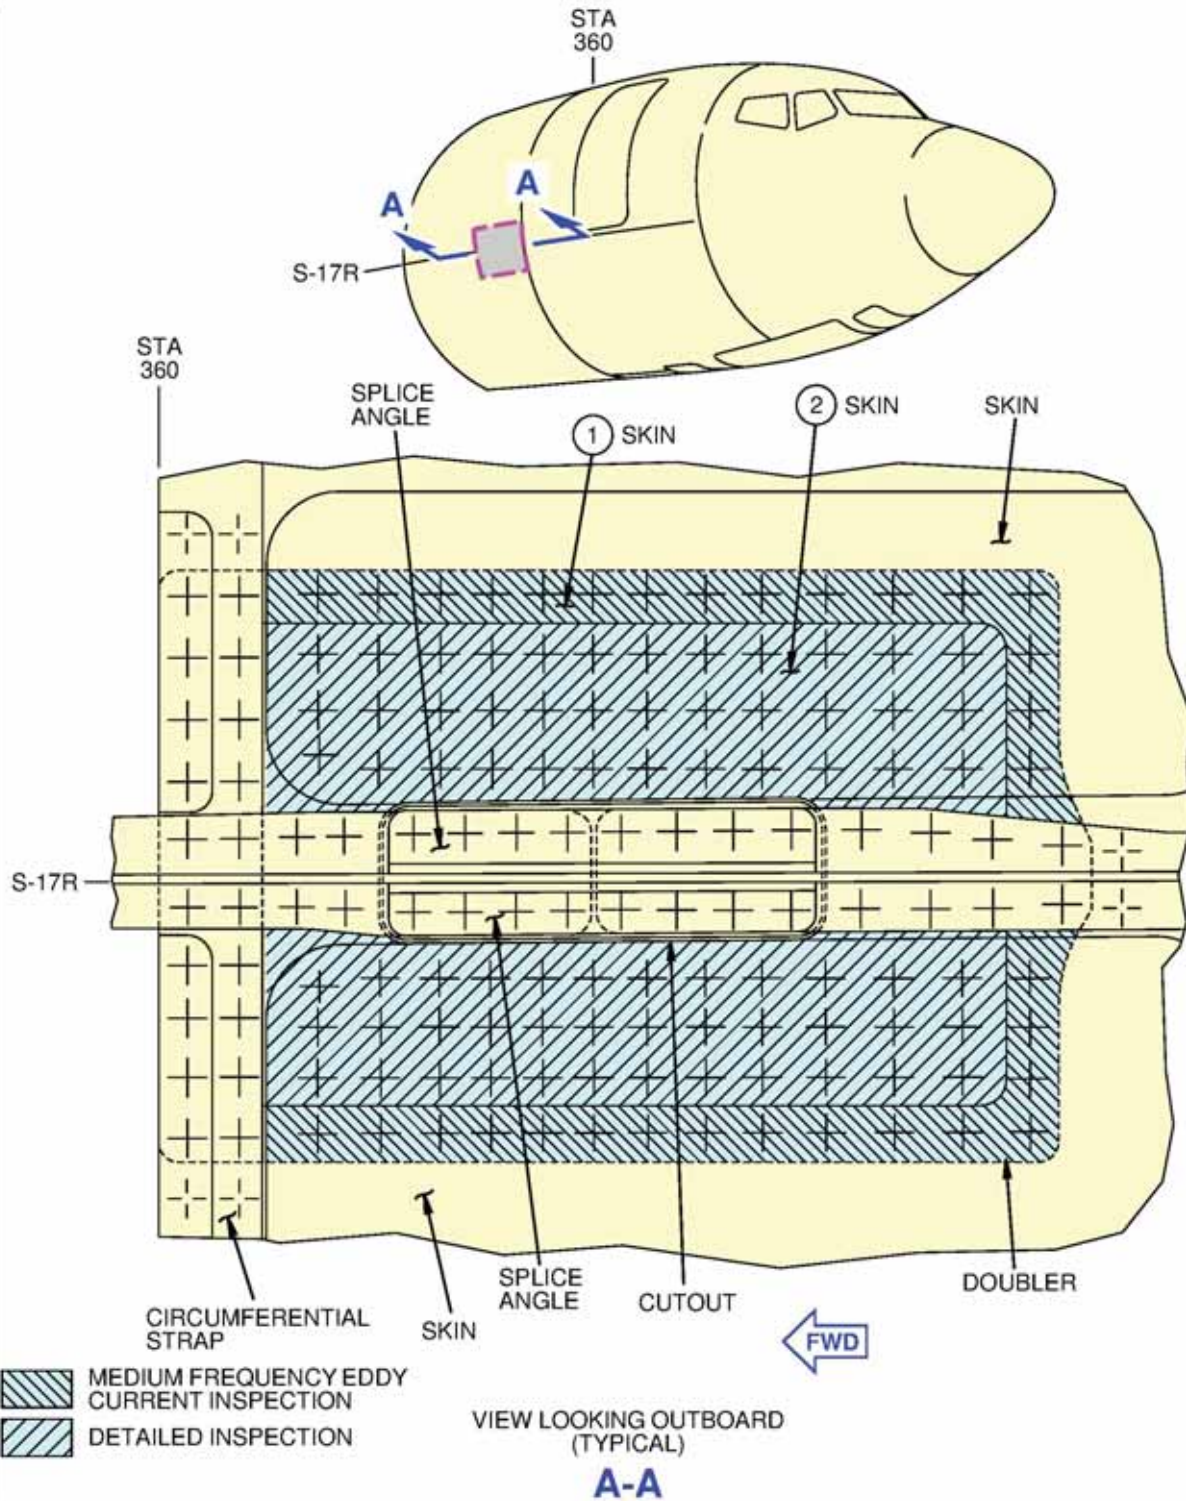 STA
360
A
A
S-17R
STA
360
SPLICE
ANGLE
1 SKIN
2 SKIN
SKIN
S-17R
CIRCUMFERENTIAL
STRAP
SKIN
SPLICE
ANGLE
CUTOUT
DOUBLER
FWD
MEDIUM FREQUENCY EDDY
CURRENT INSPECTION
DETAILED INSPECTION
VIEW LOOKING OUTBOARD
(TYPICAL)
A-A